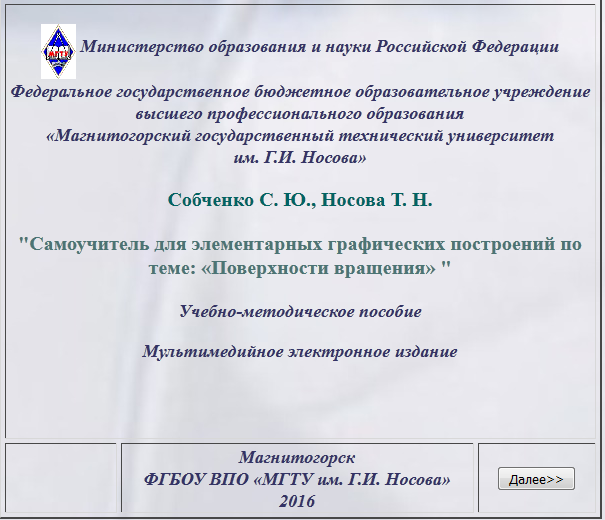 МГТУ
Министерство образования и науки Российской Федерации
Федеральное государственное бюджетное образовательное учреждение
высшего профессионального образования
«Магнитогорский государственный технический университет
им. Г.И. Носова»
Собченко С. Ю., Носова Т. Н.
"Самоучитель для элементарных графических построений по
теме: «Поверхности вращения» "
Учебно-методическое пособие
Мультимедийное электронное издание
Магнитогорск
ФГБОУ ВПО «МГТУ им. Г.И. Носова»
2016
Далее>>